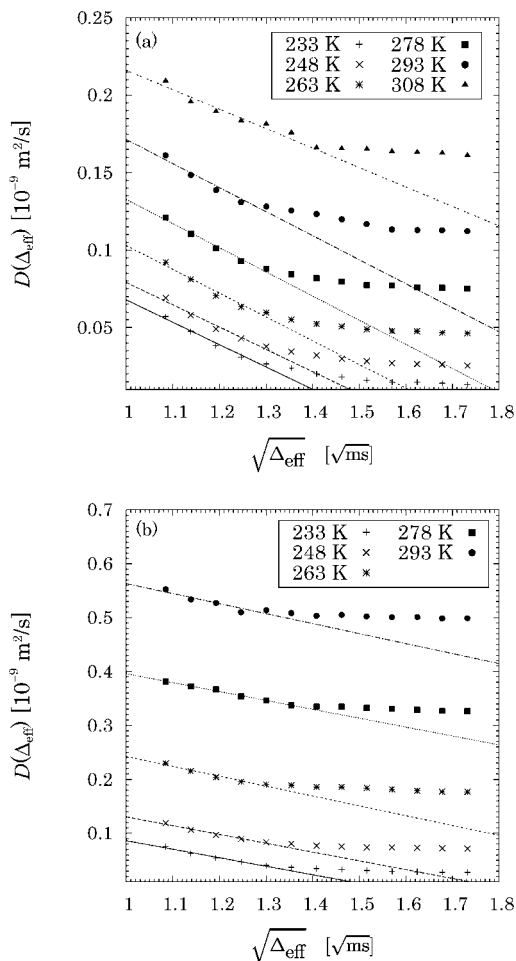 0.25
(a)
233 K + 278 K ■
248 K × 293 K ●
263 K ∗ 308 K ▲
0.2
0.15
0.1
0.05
D(Δeff) [10⁻⁹ m²/s]
1 1.1 1.2 1.3 1.4 1.5 1.6 1.7 1.8
√Δeff [√ms]
0.7
(b)
233 K + 278 K ■
248 K × 293 K ●
263 K ∗
0.6
0.5
0.4
0.3
0.2
0.1
D(Δeff) [10⁻⁹ m²/s]
1 1.1 1.2 1.3 1.4 1.5 1.6 1.7 1.8
√Δeff [√ms]